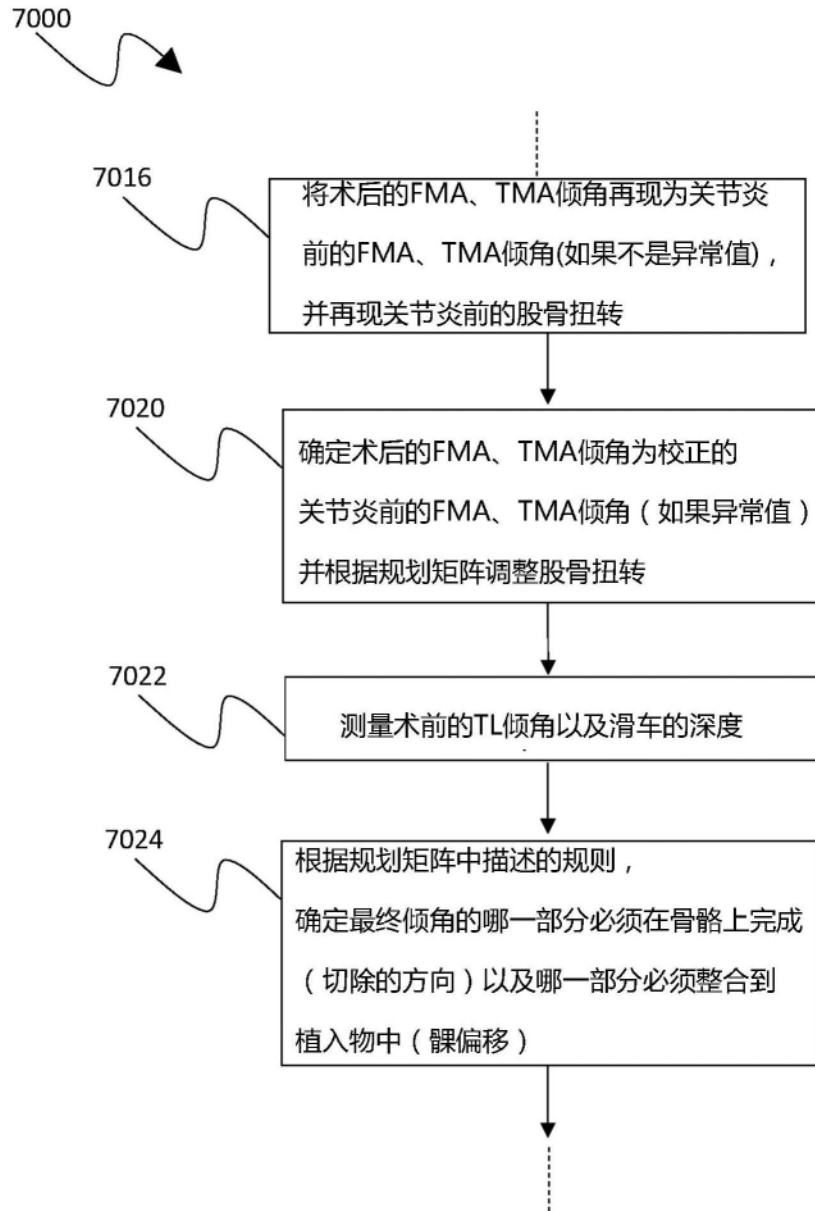 7000
7016
将术后的FMA、TMA倾角再现为关节炎
前的FMA、TMA倾角(如果不是异常值)，
并再现关节炎前的股骨扭转
7020
确定术后的FMA、TMA倾角为校正的
关节炎前的FMA、TMA倾角（如果异常值）
并根据规划矩阵调整股骨扭转
7022
测量术前的TL倾角以及滑车的深度
7024
根据规划矩阵中描述的规则，
确定最终倾角的哪一部分必须在骨骼上完成
（切除的方向）以及哪一部分必须整合到
植入物中（髁偏移）